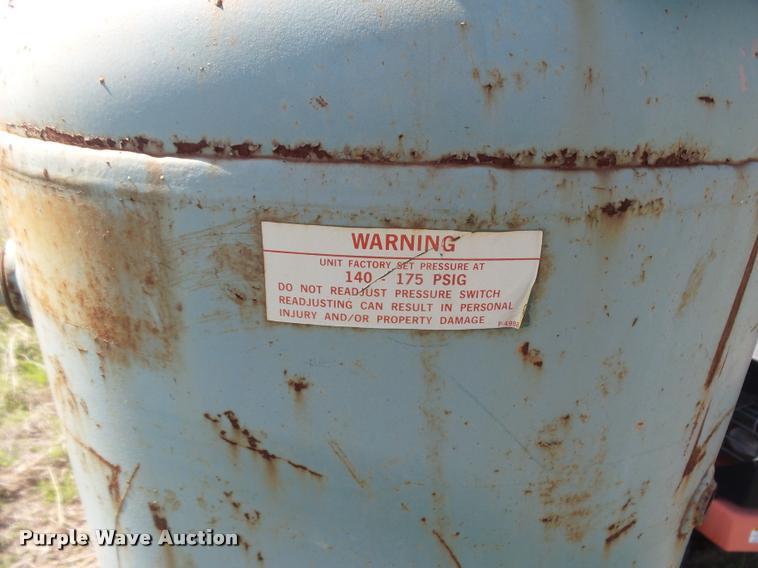 WARNING
UNIT FACTORY SET PRESSURE AT
140 - 175 PSIG
DO NOT READJUST PRESSURE SWITCH
READJUSTING CAN RESULT IN PERSONAL
INJURY AND/OR PROPERTY DAMAGE
Purple Wave Auction